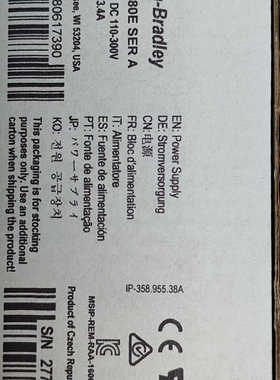 -Bradley
80E SER A
DC 110-300V
3.4A
ee, WI 53204, USA
80617390
EN: Power Supply
CN: 电源
DE: Stromversorgung
FR: Bloc d'alimentation
IT: Alimentatore
ES: Fuente de alimentación
PT: Fonte de alimentação
JP: パワーサプライ
KO: 전원 공급 장치
This packaging is for stocking
purposes only. Use an additional
carton when shipping this item.
IP-358.955.38A
CE
MSIP-REM-RAA-1606
Product of Czech Repu
S/N 277